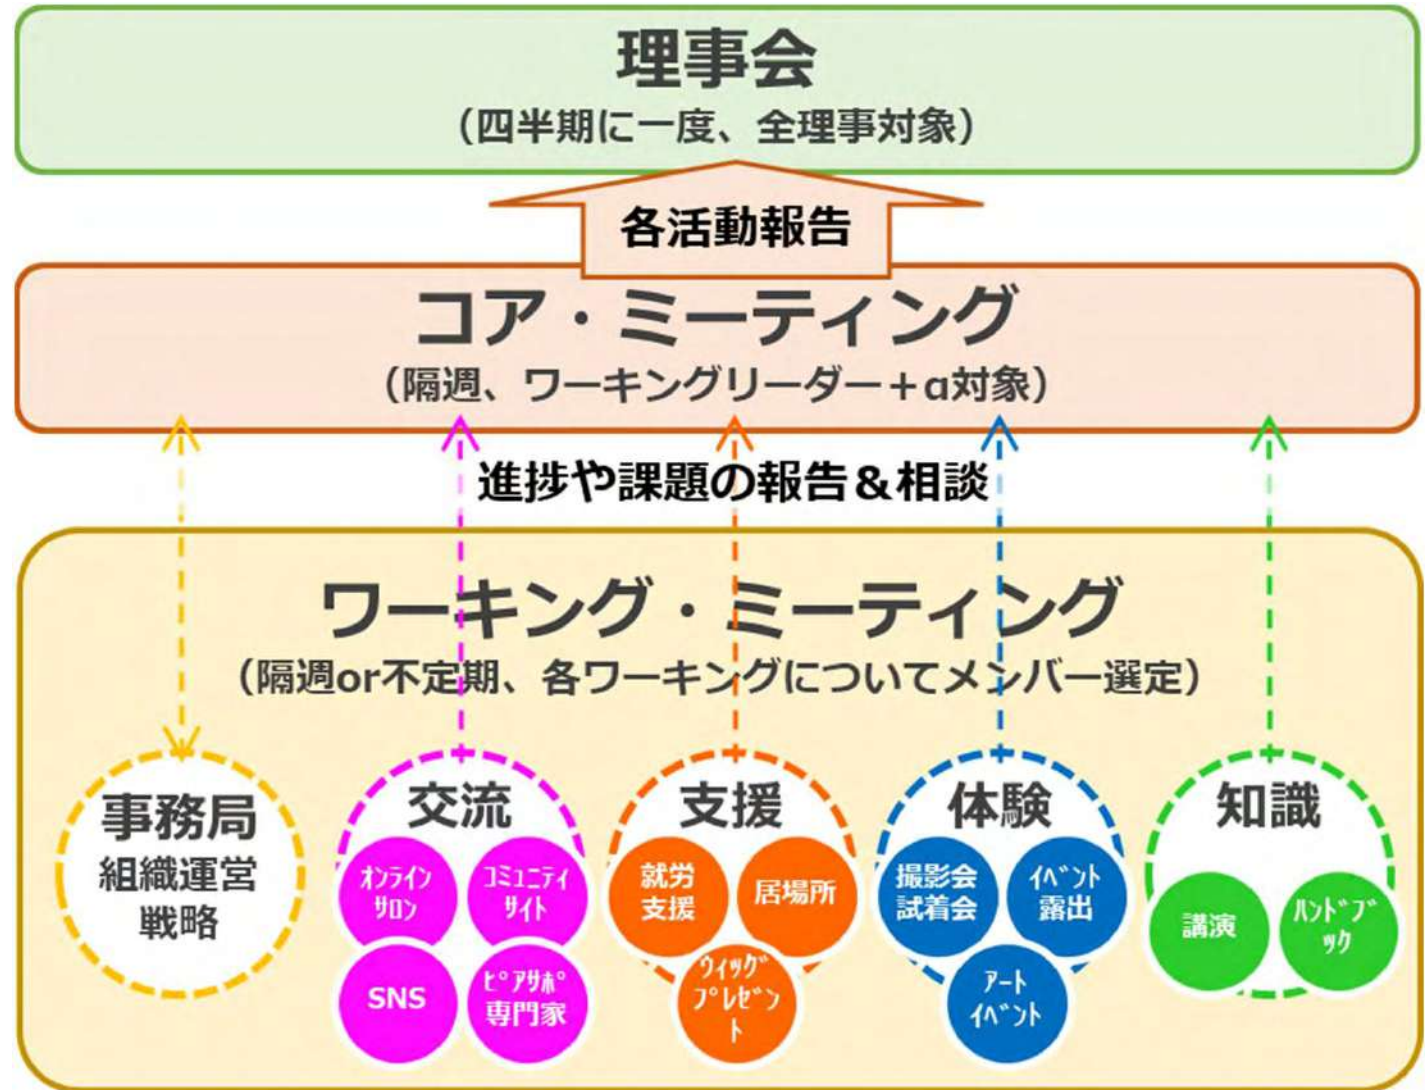 理事会
（四半期に一度、全理事対象）
各活動報告
コア・ミーティング
（隔週、ワーキングリーダー＋α対象）
進捗や課題の報告＆相談
ワーキング・ミーティング
（隔週or不定期、各ワーキングについてメンバー選定）
事務局
組織運営
戦略
交流
ｵﾝﾗｲﾝ
ｻﾛﾝ
ｺﾐｭﾆﾃｨ
ｻｲﾄ
SNS
ﾋﾟｱｻﾎﾟ
専門家
支援
就労
支援
居場所
ｳｨｯｸﾞ
ﾌﾟﾚｾﾞﾝ
ﾄ
体験
撮影会
試着会
ｲﾍﾞﾝﾄ
露出
ｱｰﾄ
ｲﾍﾞﾝﾄ
知識
講演
ﾊﾝﾄﾞﾌﾞ
ｯｸ